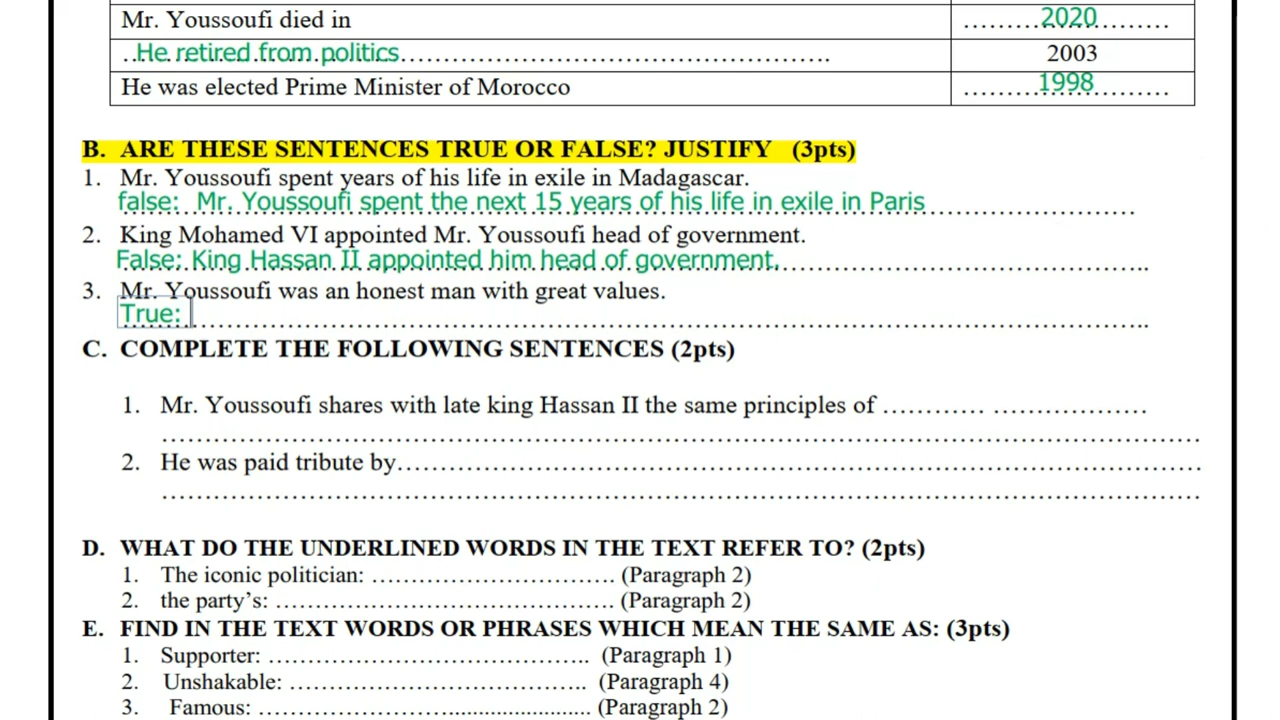 Mr. Youssoufi died in ……….2020…………
..He retired from politics………………………………………………. 2003
He was elected Prime Minister of Morocco ……….1998…………
B. ARE THESE SENTENCES TRUE OR FALSE? JUSTIFY (3pts)
1. Mr. Youssoufi spent years of his life in exile in Madagascar.
false: Mr. Youssoufi spent the next 15 years of his life in exile in Paris……………………
2. King Mohamed VI appointed Mr. Youssoufi head of government.
False: King Hassan II appointed him head of government.……………………………………..
3. Mr. Youssoufi was an honest man with great values.
True: ……………………………………………………………………………………………..
C. COMPLETE THE FOLLOWING SENTENCES (2pts)
1. Mr. Youssoufi shares with late king Hassan II the same principles of ………… ………………
……………………………………………………………………………………………………
2. He was paid tribute by……………………………………………………………………………
……………………………………………………………………………………………………
D. WHAT DO THE UNDERLINED WORDS IN THE TEXT REFER TO? (2pts)
1. The iconic politician: …………………………. (Paragraph 2)
2. the party’s: ……………………………………. (Paragraph 2)
E. FIND IN THE TEXT WORDS OR PHRASES WHICH MEAN THE SAME AS: (3pts)
1. Supporter: ………………………………….. (Paragraph 1)
2. Unshakable: ……………………………….. (Paragraph 4)
3. Famous: ……………………............................ (Paragraph 2)